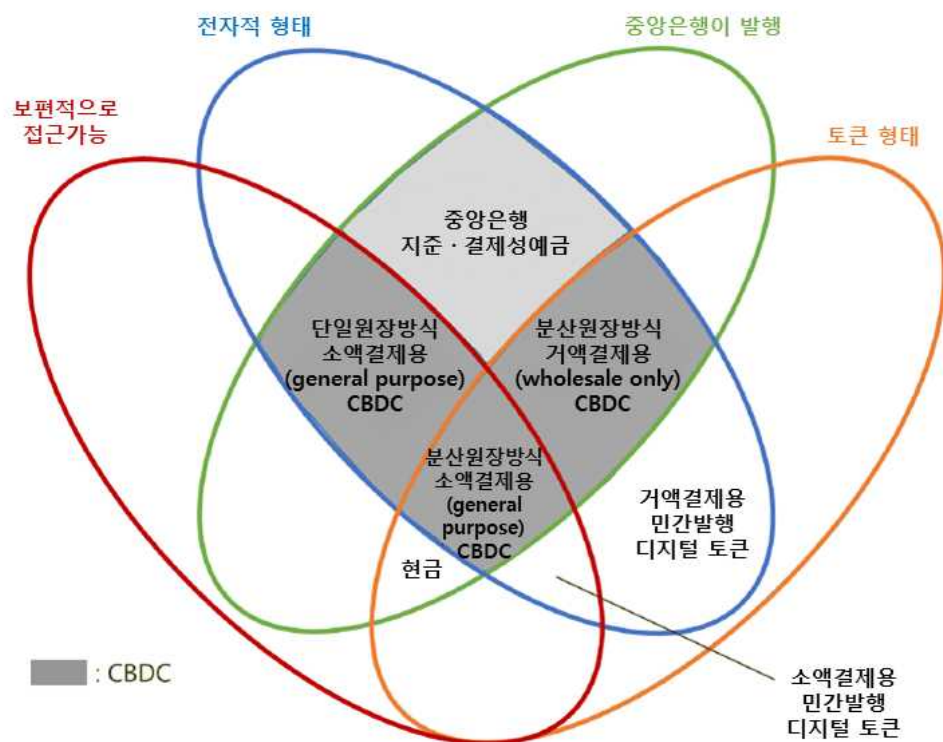 전자적 형태
중앙은행이 발행
보편적으로
접근가능
토큰 형태
중앙은행
지준 · 결제성예금
단일원장방식
소액결제용
(general purpose)
CBDC
분산원장방식
거액결제용
(wholesale only)
CBDC
분산원장방식
소액결제용
(general
purpose)
CBDC
거액결제용
민간발행
디지털 토큰
현금
: CBDC
소액결제용
민간발행
디지털 토큰